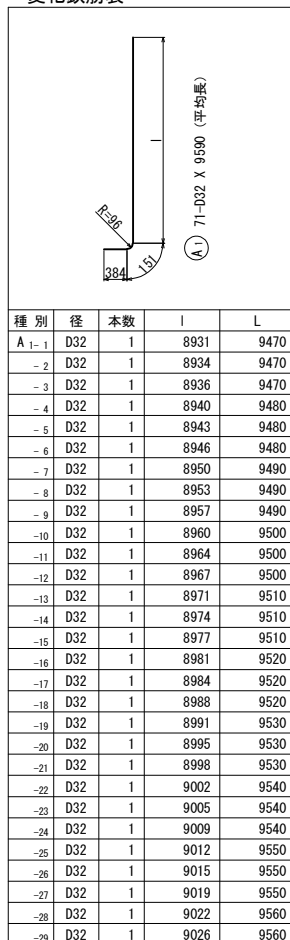 R=96
384
151
l
A1 71-D32 X 9590 (平均長)
種 別 径 本数 l L
A 1- 1 D32 1 8931 9470
- 2 D32 1 8934 9470
- 3 D32 1 8936 9470
- 4 D32 1 8940 9480
- 5 D32 1 8943 9480
- 6 D32 1 8946 9480
- 7 D32 1 8950 9490
- 8 D32 1 8953 9490
- 9 D32 1 8957 9490
-10 D32 1 8960 9500
-11 D32 1 8964 9500
-12 D32 1 8967 9500
-13 D32 1 8971 9510
-14 D32 1 8974 9510
-15 D32 1 8977 9510
-16 D32 1 8981 9520
-17 D32 1 8984 9520
-18 D32 1 8988 9520
-19 D32 1 8991 9530
-20 D32 1 8995 9530
-21 D32 1 8998 9530
-22 D32 1 9002 9540
-23 D32 1 9005 9540
-24 D32 1 9009 9540
-25 D32 1 9012 9550
-26 D32 1 9015 9550
-27 D32 1 9019 9550
-28 D32 1 9022 9560
-29 D32 1 9026 9560